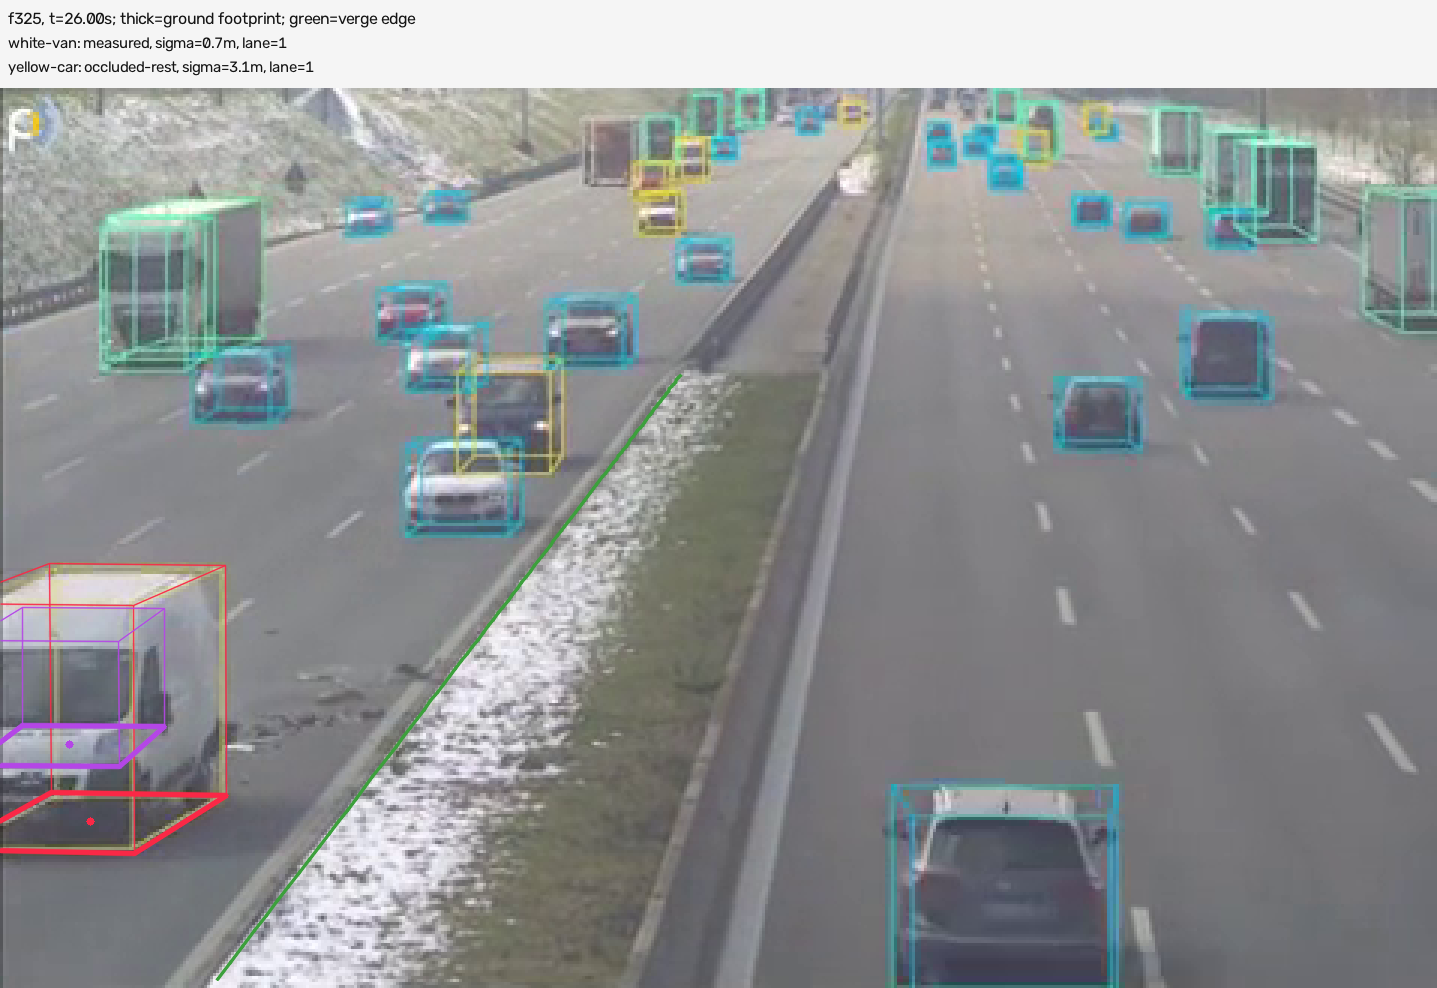 f325, t=26.00s; thick=ground footprint; green=verge edge
white-van: measured, sigma=0.7m, lane=1
yellow-car: occluded-rest, sigma=3.1m, lane=1